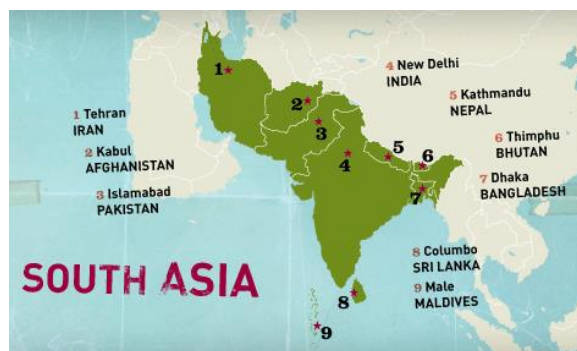 1 Tehran
IRAN
2 Kabul
AFGHANISTAN
3 Islamabad
PAKISTAN
4 New Delhi
INDIA
5 Kathmandu
NEPAL
6 Thimphu
BHUTAN
7 Dhaka
BANGLADESH
8 Columbo
SRI LANKA
9 Male
MALDIVES
1
2
3
4
5
6
7
8
9
SOUTH ASIA